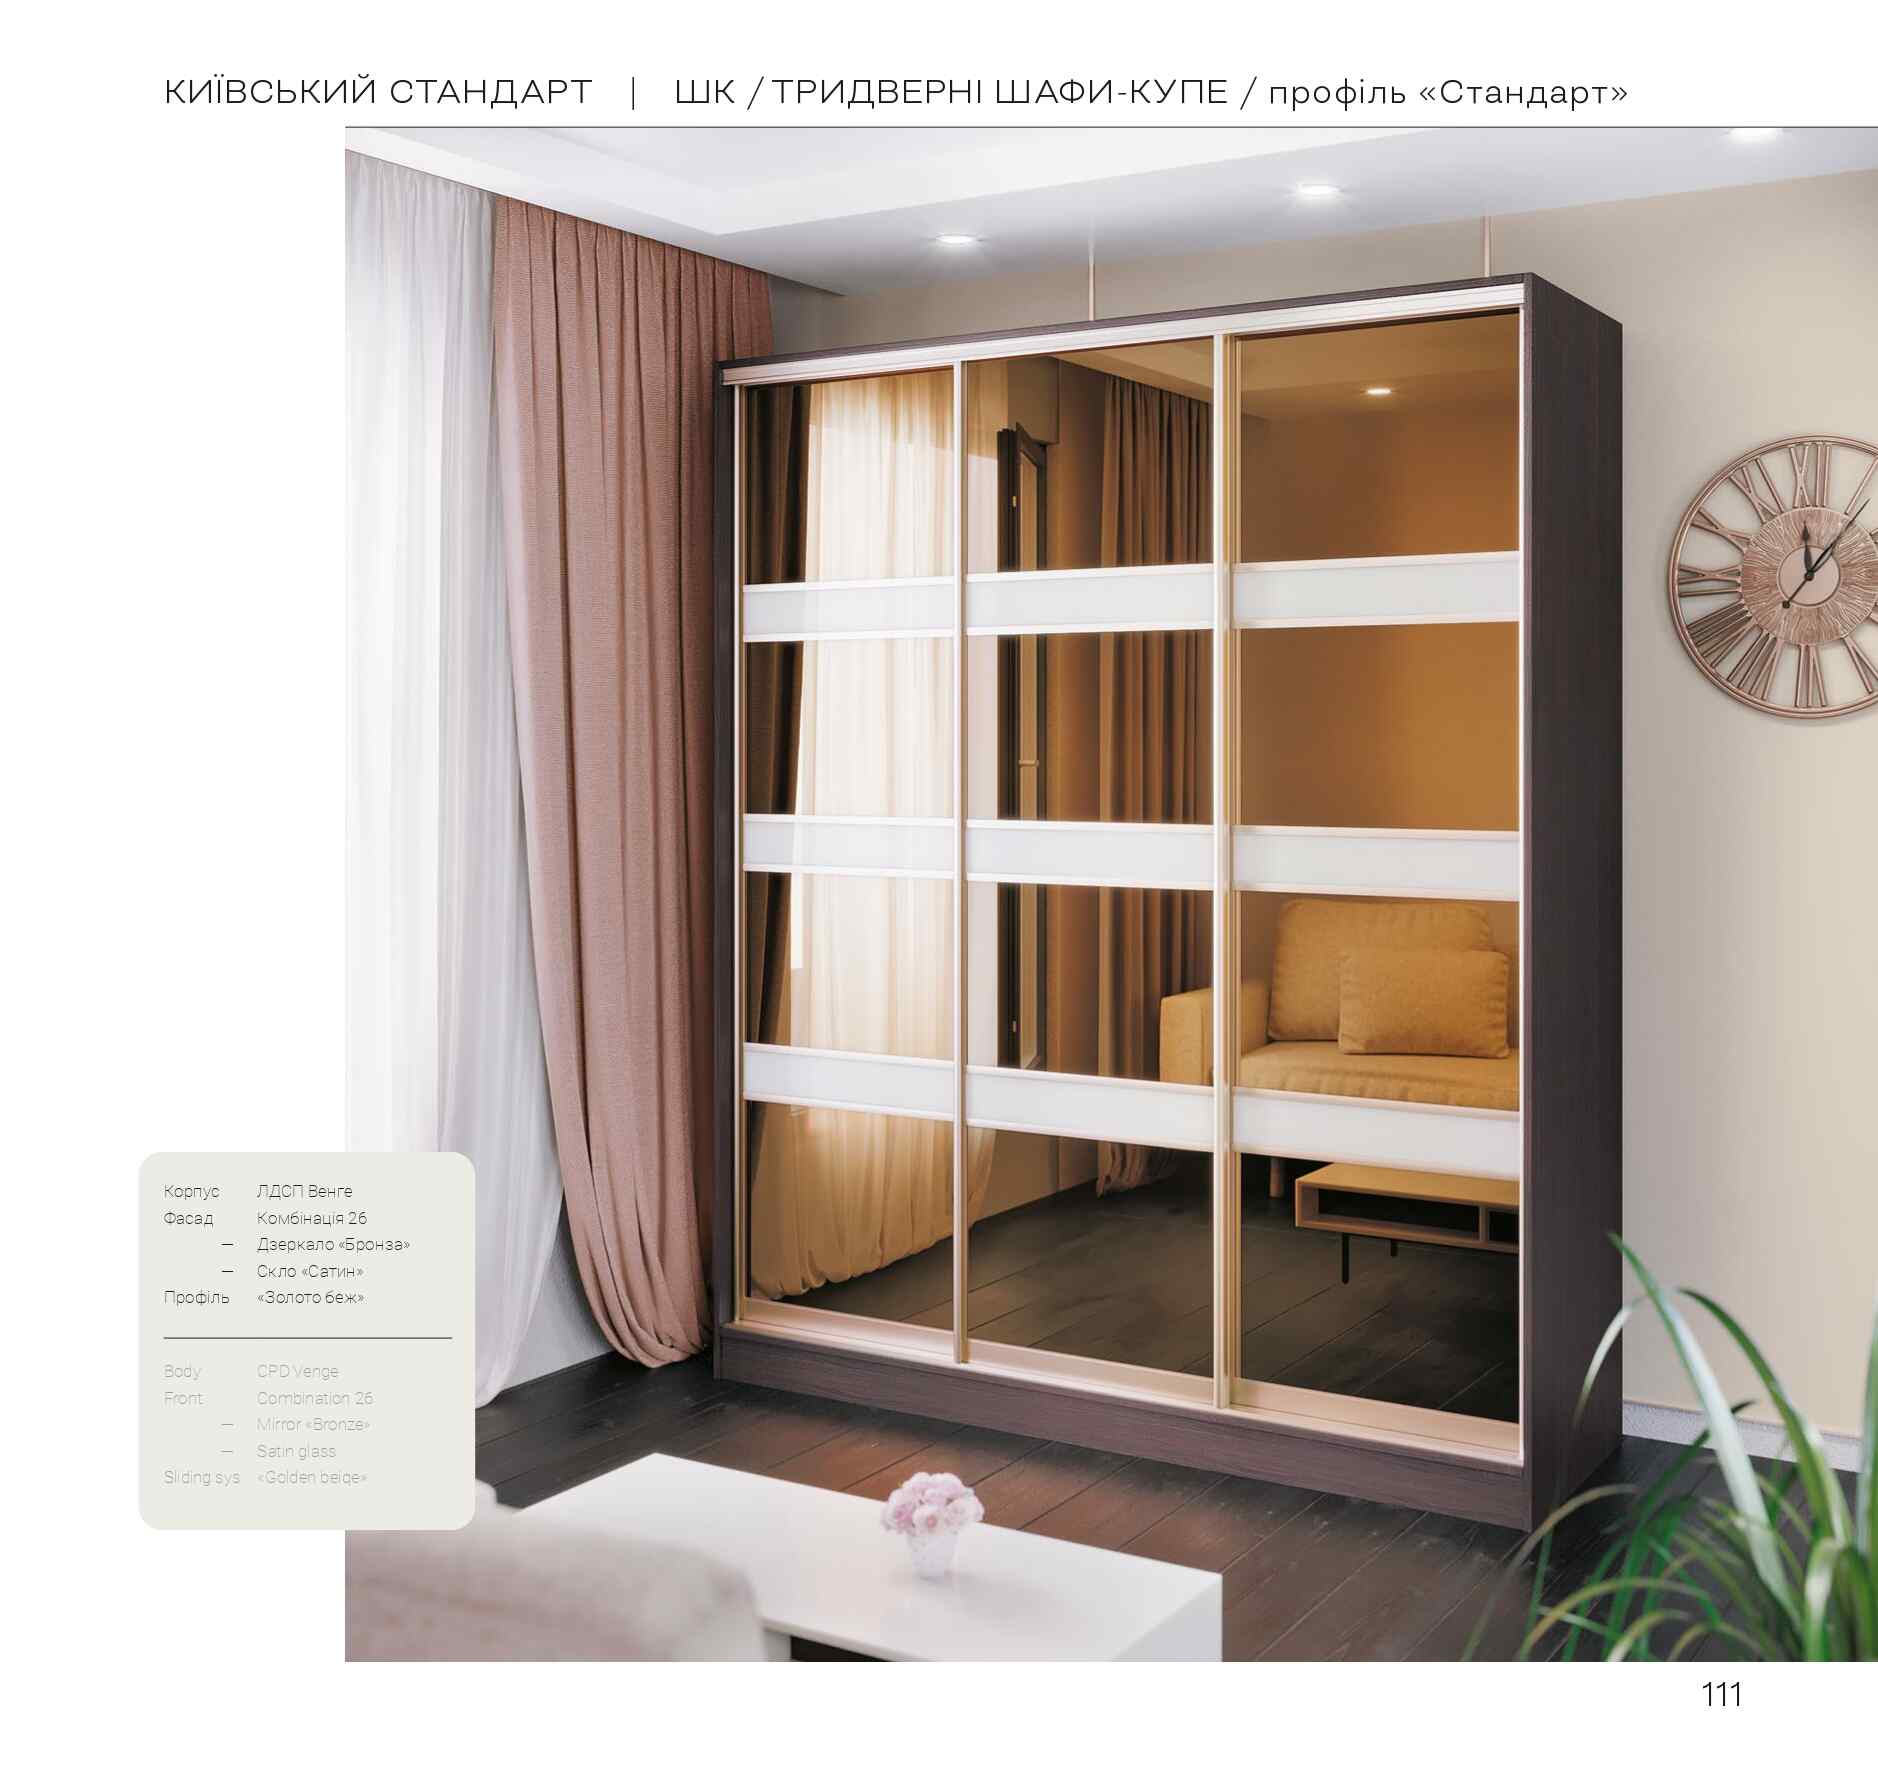 КИЇВСЬКИЙ СТАНДАРТ | ШК / ТРИДВЕРНІ ШАФИ-КУПЕ / профіль «Стандарт»
Корпус ЛДСП Венге
Фасад Комбінація 26
— Дзеркало «Бронза»
— Скло «Сатин»
Профіль «Золото беж»
Body CPD Venge
Front Combination 26
— Mirror «Bronze»
— Satin glass
Sliding sys «Golden beige»
111